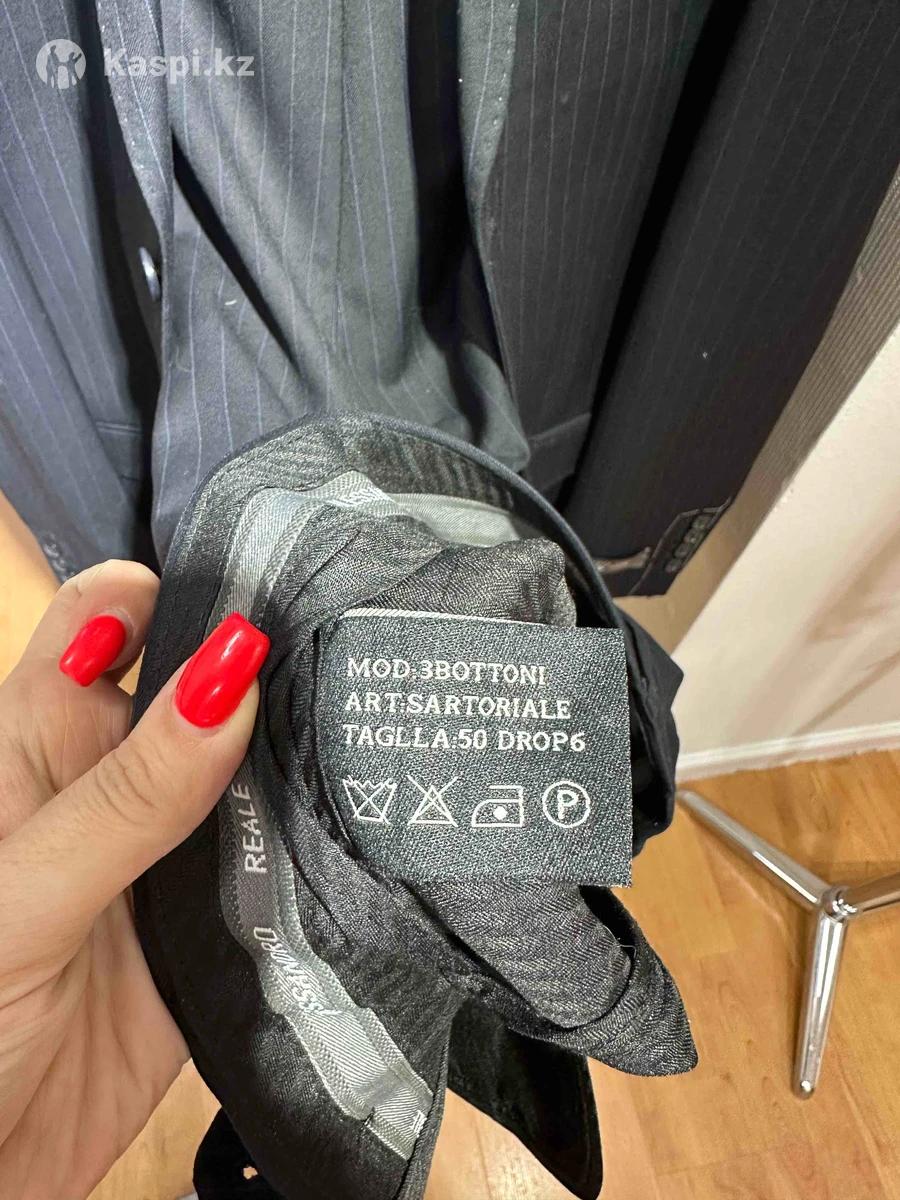 Kaspi.kz
MOD:3BOTTONI
ART:SARTORIALE
TAGLLA:50 DROP6
P
REALE